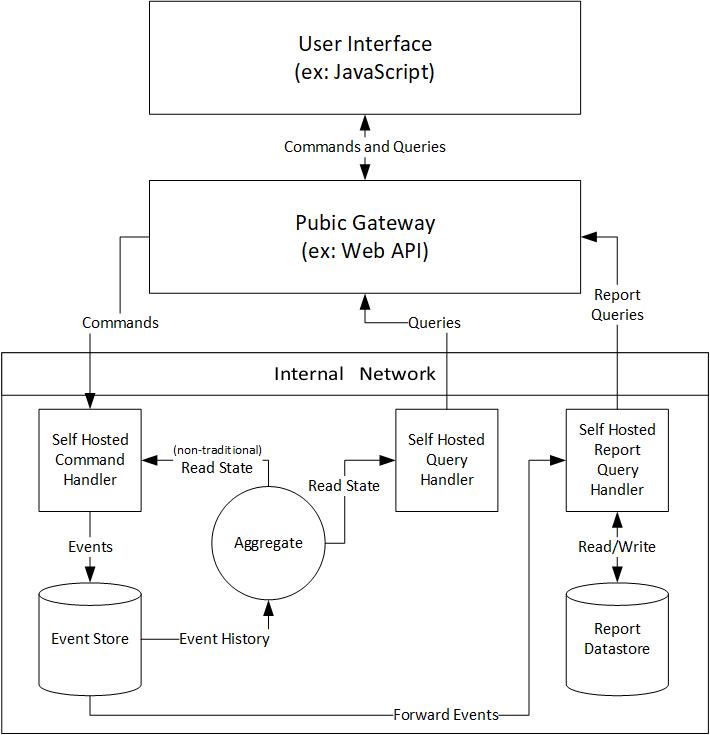 User Interface
(ex: JavaScript)
Commands and Queries
Pubic Gateway
(ex: Web API)
Report
Queries
Commands
Queries
Internal Network
Self Hosted
Command
Handler
(non-traditional)
Read State
Read State
Self Hosted
Query
Handler
Self Hosted
Report
Query
Handler
Events
Aggregate
Read/Write
Event Store
Event History
Report
Datastore
Forward Events